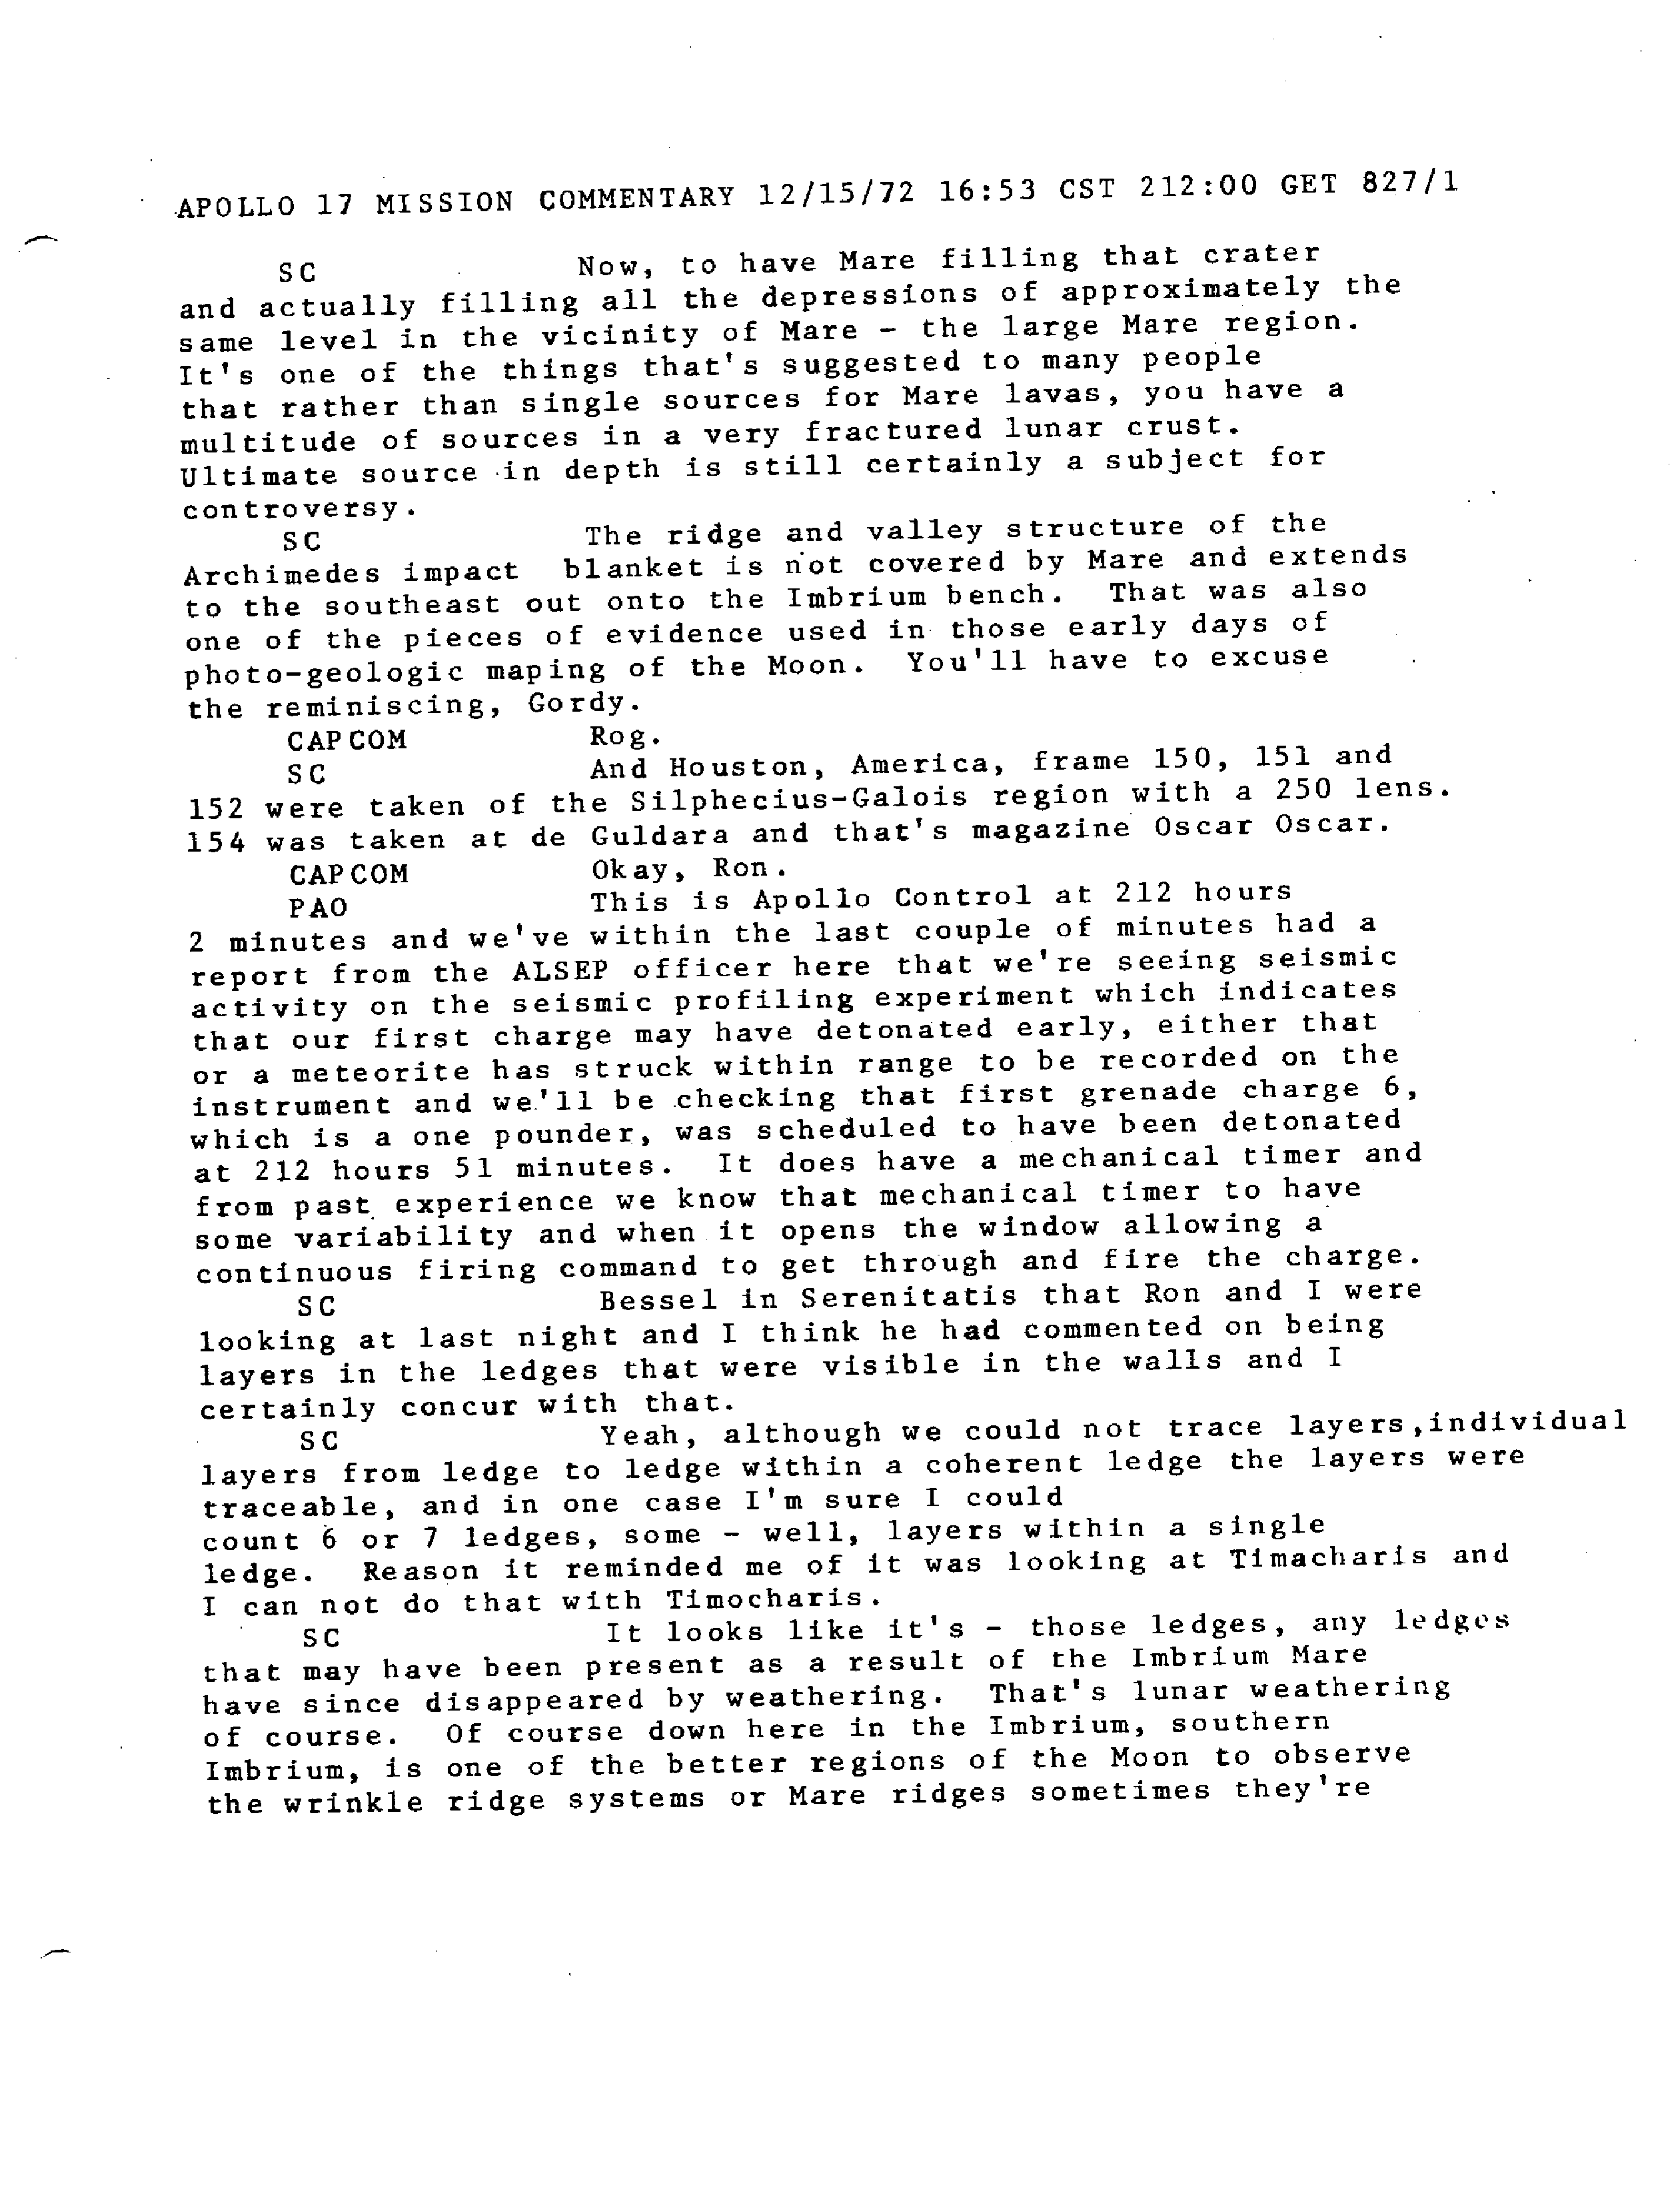 APOLLO 17 MISSION COMMENTARY 12/15/72 16:53 CST 212:00 GET 827/1
SC Now, to have Mare filling that crater
and actually filling all the depressions of approximately the
same level in the vicinity of Mare - the large Mare region.
It's one of the things that's suggested to many people
that rather than single sources for Mare lavas, you have a
multitude of sources in a very fractured lunar crust.
Ultimate source in depth is still certainly a subject for
controversy.
SC The ridge and valley structure of the
Archimedes impact blanket is not covered by Mare and extends
to the southeast out onto the Imbrium bench. That was also
one of the pieces of evidence used in those early days of
photo-geologic maping of the Moon. You'll have to excuse
the reminiscing, Gordy.
CAPCOM Rog.
SC And Houston, America, frame 150, 151 and
152 were taken of the Silphecius-Galois region with a 250 lens.
154 was taken at de Guldara and that's magazine Oscar Oscar.
CAPCOM Okay, Ron.
PAO This is Apollo Control at 212 hours
2 minutes and we've within the last couple of minutes had a
report from the ALSEP officer here that we're seeing seismic
activity on the seismic profiling experiment which indicates
that our first charge may have detonated early, either that
or a meteorite has struck within range to be recorded on the
instrument and we'll be checking that first grenade charge 6,
which is a one pounder, was scheduled to have been detonated
at 212 hours 51 minutes. It does have a mechanical timer and
from past experience we know that mechanical timer to have
some variability and when it opens the window allowing a
continuous firing command to get through and fire the charge.
SC Bessel in Serenitatis that Ron and I were
looking at last night and I think he had commented on being
layers in the ledges that were visible in the walls and I
certainly concur with that.
SC Yeah, although we could not trace layers,individual
layers from ledge to ledge within a coherent ledge the layers were
traceable, and in one case I'm sure I could
count 6 or 7 ledges, some - well, layers within a single
ledge. Reason it reminded me of it was looking at Timacharis and
I can not do that with Timocharis.
SC It looks like it's - those ledges, any ledges
that may have been present as a result of the Imbrium Mare
have since disappeared by weathering. That's lunar weathering
of course. Of course down here in the Imbrium, southern
Imbrium, is one of the better regions of the Moon to observe
the wrinkle ridge systems or Mare ridges sometimes they're